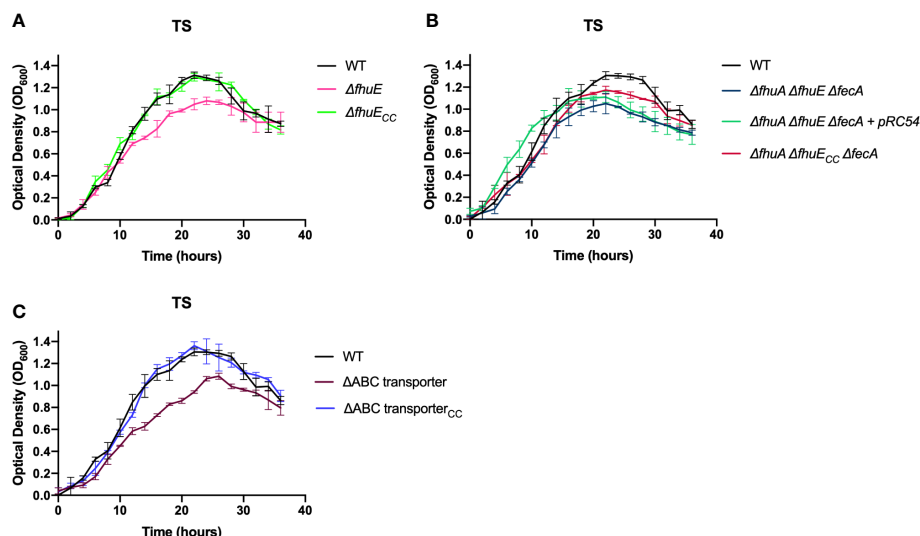 A
TS
Optical Density (OD600)
1.4
1.2
1.0
0.8
0.6
0.4
0.2
0.0
0
10
20
30
40
Time (hours)
WT
ΔfhuE
ΔfhuECC
B
TS
Optical Density (OD600)
1.4
1.2
1.0
0.8
0.6
0.4
0.2
0.0
0
10
20
30
40
Time (hours)
WT
ΔfhuA ΔfhuE ΔfecA
ΔfhuA ΔfhuE ΔfecA + pRC54
ΔfhuA ΔfhuECC ΔfecA
C
TS
Optical Density (OD600)
1.4
1.2
1.0
0.8
0.6
0.4
0.2
0.0
0
10
20
30
40
Time (hours)
WT
ΔABC transporter
ΔABC transporterCC